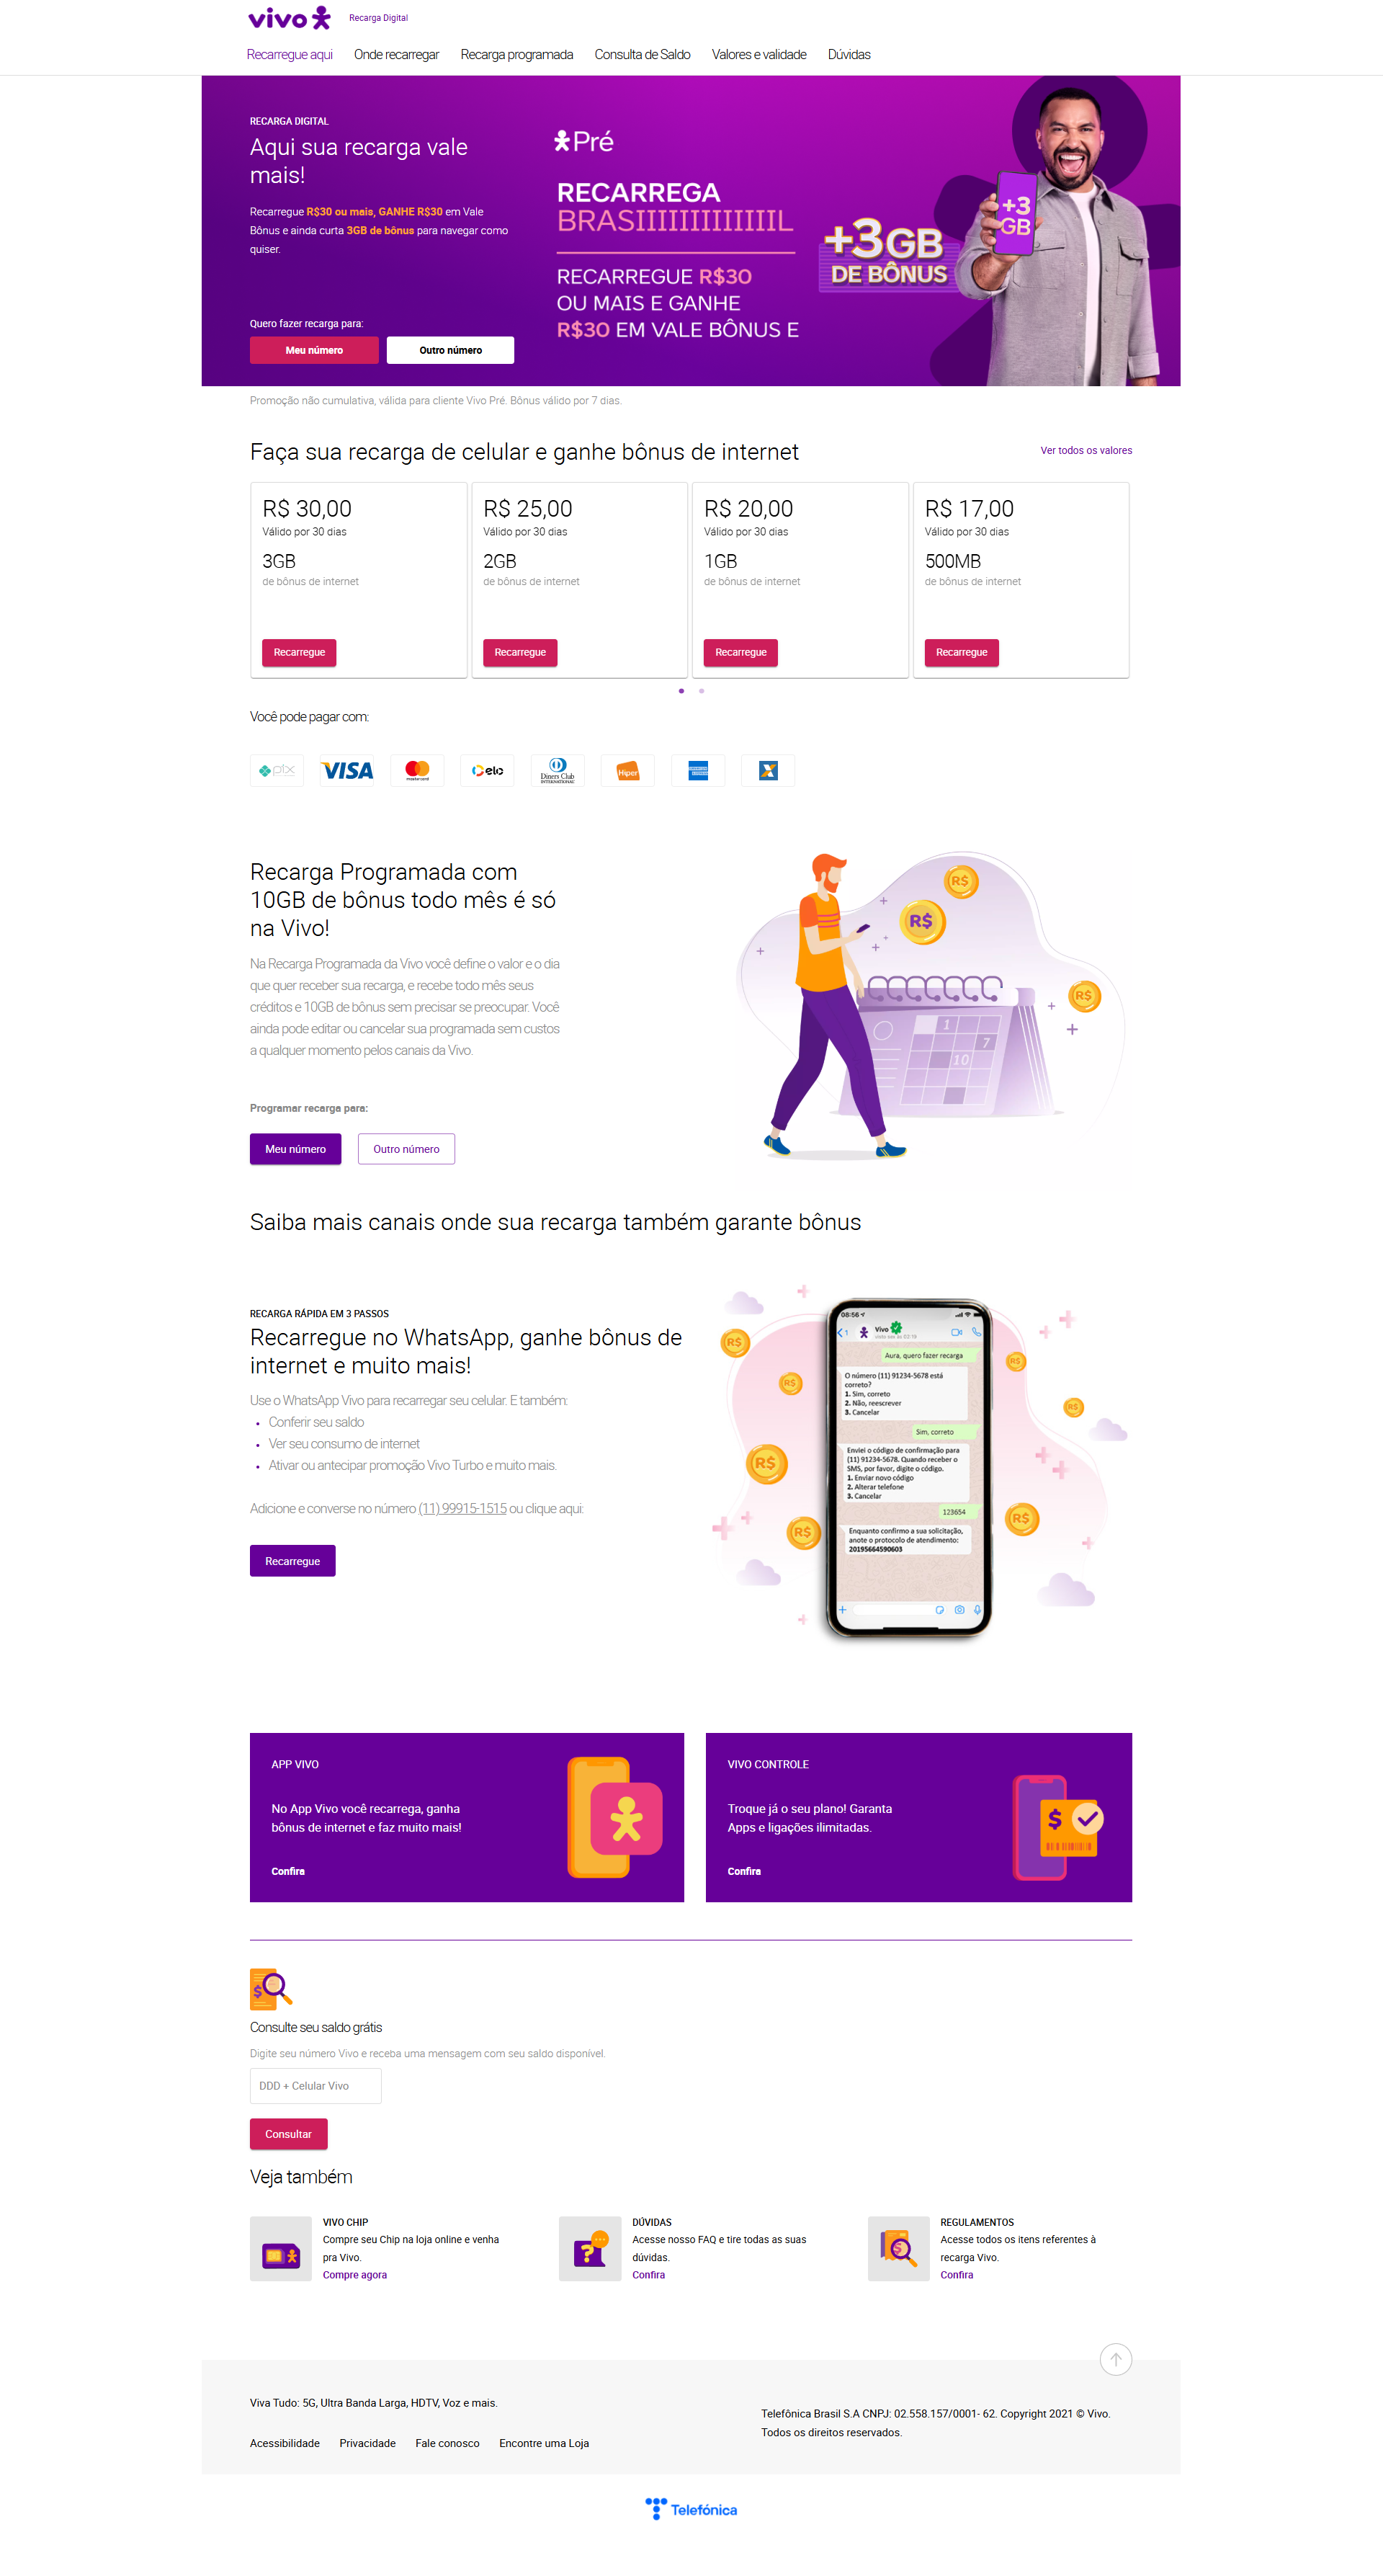 vivo
Recarga Digital
Recarregue aqui
Onde recarregar
Recarga programada
Consulta de Saldo
Valores e validade
Dúvidas
RECARGA DIGITAL
Aqui sua recarga vale
mais!
Recarregue R$30 ou mais, GANHE R$30 em Vale
Bônus e ainda curta 3GB de bônus para navegar como
quiser.
Quero fazer recarga para:
Meu número
Outro número
Pré
RECARREGA
BRASIIIIIIIIIIIIL
RECARREGUE R$30
OU MAIS E GANHE
R$30 EM VALE BÔNUS E
+3GB
DE BÔNUS
+3
GB
Promoção não cumulativa, válida para cliente Vivo Pré. Bônus válido por 7 dias.
Faça sua recarga de celular e ganhe bônus de internet
Ver todos os valores
R$ 30,00
Válido por 30 dias
3GB
de bônus de internet
Recarregue
R$ 25,00
Válido por 30 dias
2GB
de bônus de internet
Recarregue
R$ 20,00
Válido por 30 dias
1GB
de bônus de internet
Recarregue
R$ 17,00
Válido por 30 dias
500MB
de bônus de internet
Recarregue
Você pode pagar com:
pix
VISA
mastercard
elo
Diners Club
INTERNATIONAL
Hiper
AMERICAN EXPRESS
X
Recarga Programada com
10GB de bônus todo mês é só
na Vivo!
Na Recarga Programada da Vivo você define o valor e o dia
que quer receber sua recarga, e recebe todo mês seus
créditos e 10GB de bônus sem precisar se preocupar. Você
ainda pode editar ou cancelar sua programada sem custos
a qualquer momento pelos canais da Vivo.
Programar recarga para:
Meu número
Outro número
R$
R$
R$
1
7
10
Saiba mais canais onde sua recarga também garante bônus
RECARGA RÁPIDA EM 3 PASSOS
Recarregue no WhatsApp, ganhe bônus de
internet e muito mais!
Use o WhatsApp Vivo para recarregar seu celular. E também:
Conferir seu saldo
Ver seu consumo de internet
Ativar ou antecipar promoção Vivo Turbo e muito mais.
Adicione e converse no número (11) 99915-1515 ou clique aqui:
Recarregue
R$
R$
R$
R$
R$
R$
R$
08:56
1
Vivo
Aura, quero fazer recarga
O número (11) 91234-5678 está
correto?
1. Sim, correto
2. Não, reescrever
3. Cancelar
Sim, correto
Enviei o código de confirmação para
(11) 91234-5678. Quando receber o
SMS, por favor, digite o código.
1. Enviar novo código
2. Alterar telefone
3. Cancelar
123654
Enquanto confirmo a sua solicitação,
anote o protocolo de atendimento:
20195664590603
APP VIVO
No App Vivo você recarrega, ganha
bônus de internet e faz muito mais!
Confira
VIVO CONTROLE
Troque já o seu plano! Garanta
Apps e ligações ilimitadas.
Confira
$
$
Consulte seu saldo grátis
Digite seu número Vivo e receba uma mensagem com seu saldo disponível.
DDD + Celular Vivo
Consultar
Veja também
VIVO CHIP
Compre seu Chip na loja online e venha
pra Vivo.
Compre agora
?
DÚVIDAS
Acesse nosso FAQ e tire todas as suas
dúvidas.
Confira
REGULAMENTOS
Acesse todos os itens referentes à
recarga Vivo.
Confira
Viva Tudo: 5G, Ultra Banda Larga, HDTV, Voz e mais.
Acessibilidade
Privacidade
Fale conosco
Encontre uma Loja
Telefônica Brasil S.A CNPJ: 02.558.157/0001- 62. Copyright 2021 © Vivo.
Todos os direitos reservados.
Telefónica